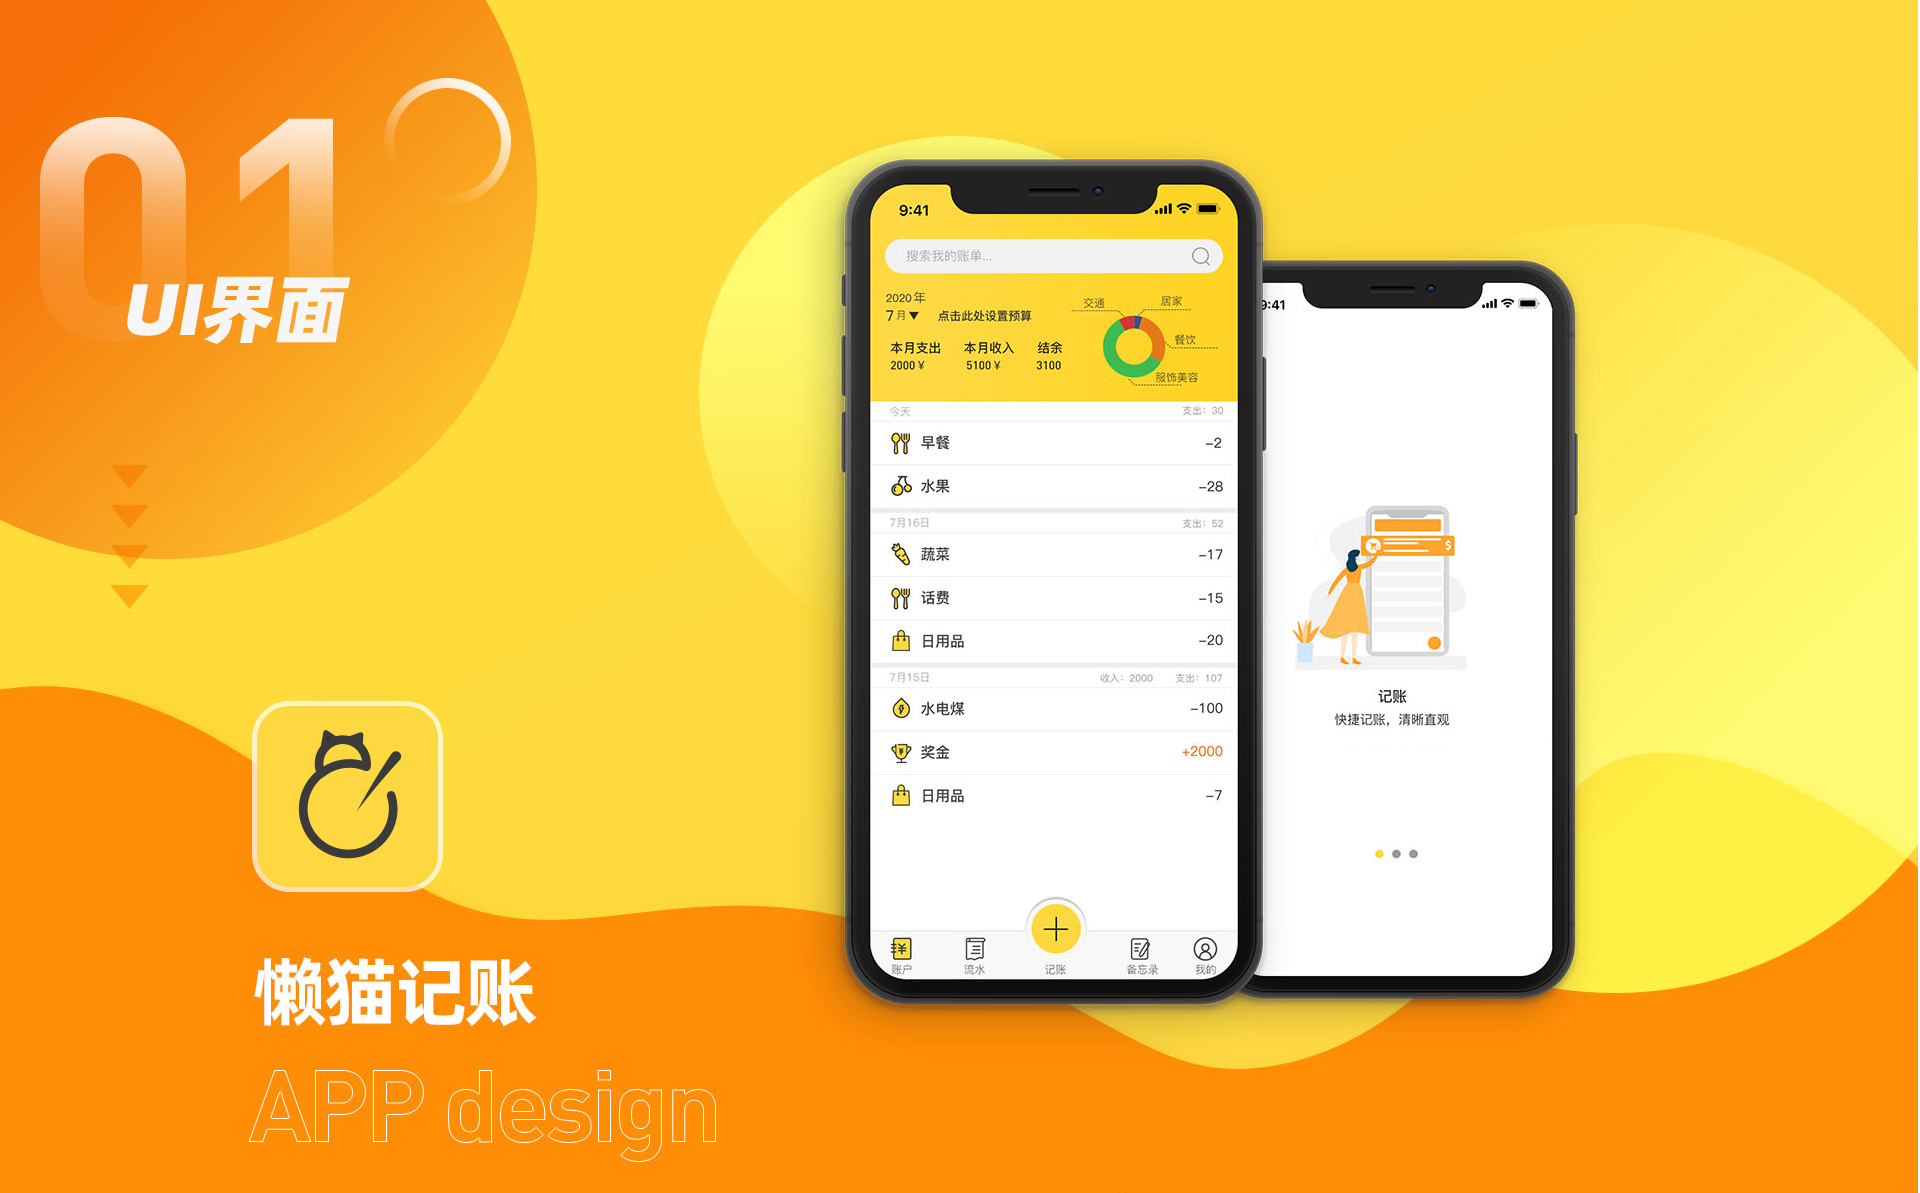 01
UI界面
懒猫记账
APP design
9:41
搜索我的账单...
2020年
7月▼ 点击此处设置预算
本月支出 本月收入 结余
2000¥ 5100¥ 3100
交通
居家
餐饮
服饰美容
今天 支出：30
早餐 -2
水果 -28
7月16日 支出：52
蔬菜 -17
话费 -15
日用品 -20
7月15日 收入：2000 支出：107
水电煤 -100
奖金 +2000
日用品 -7
账户 流水 记账 备忘录 我的
9:41
$
记账
快捷记账，清晰直观